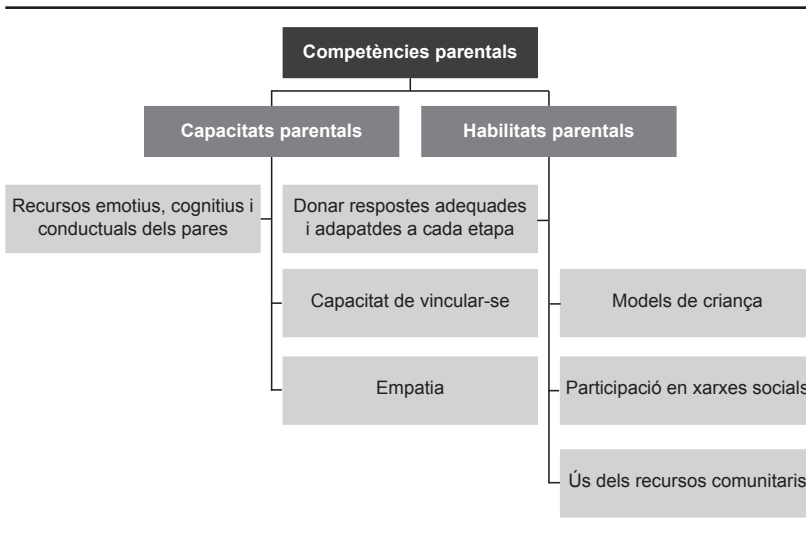 Competències parentals
Capacitats parentals
Habilitats parentals
Recursos emotius, cognitius i
conductuals dels pares
Donar respostes adequades
i adapatdes a cada etapa
Capacitat de vincular-se
Models de criança
Empatia
Participació en xarxes socials
Ús dels recursos comunitaris